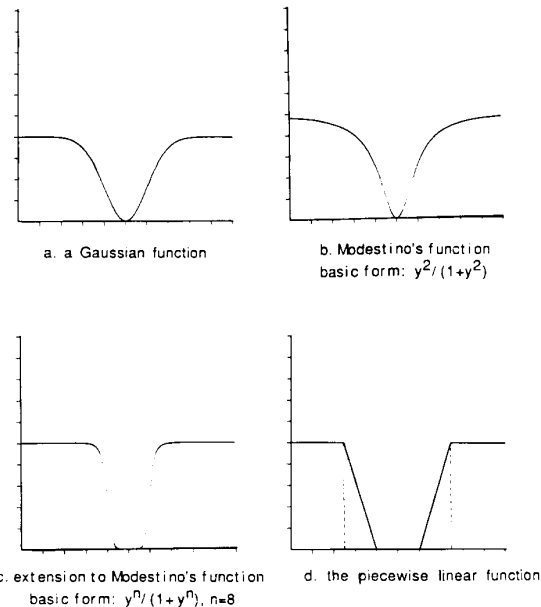 a. a Gaussian function
b. Modestino's function
basic form: y²/(1+y²)
c. extension to Modestino's function
basic form: yⁿ/(1+yⁿ), n=8
d. the piecewise linear function